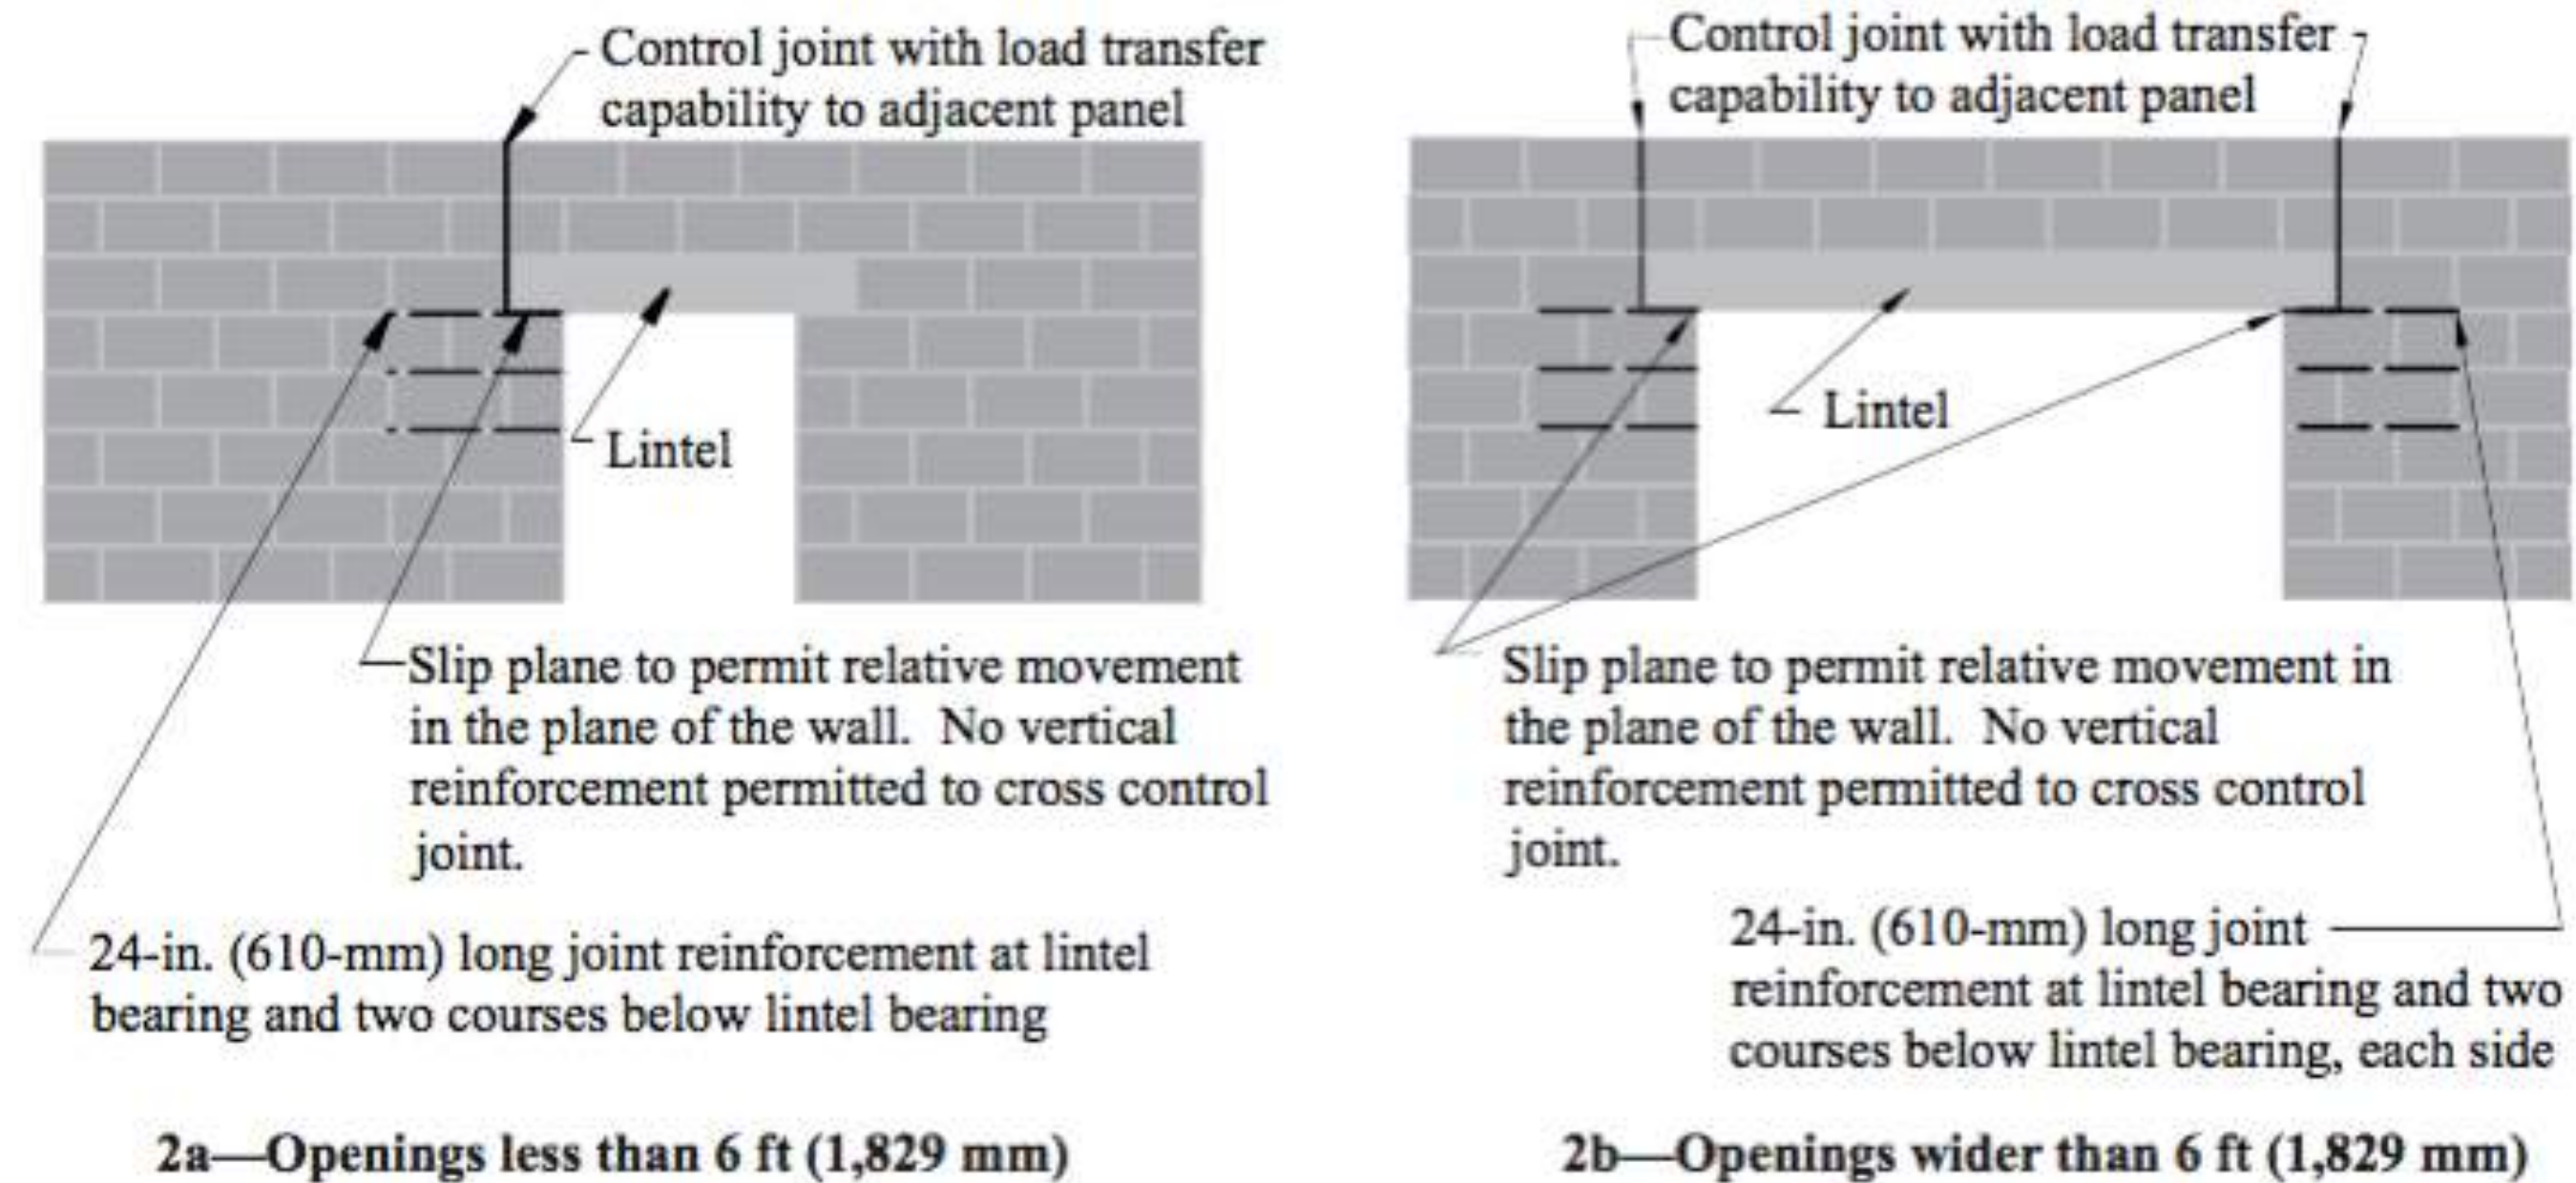 Control joint with load transfer
capability to adjacent panel
Lintel
Slip plane to permit relative movement
in the plane of the wall.  No vertical
reinforcement permitted to cross control
joint.
24-in. (610-mm) long joint reinforcement at lintel
bearing and two courses below lintel bearing
2a—Openings less than 6 ft (1,829 mm)
Control joint with load transfer
capability to adjacent panel
Lintel
Slip plane to permit relative movement in
the plane of the wall.  No vertical
reinforcement permitted to cross control
joint.
24-in. (610-mm) long joint
reinforcement at lintel bearing and two
courses below lintel bearing, each side
2b—Openings wider than 6 ft (1,829 mm)